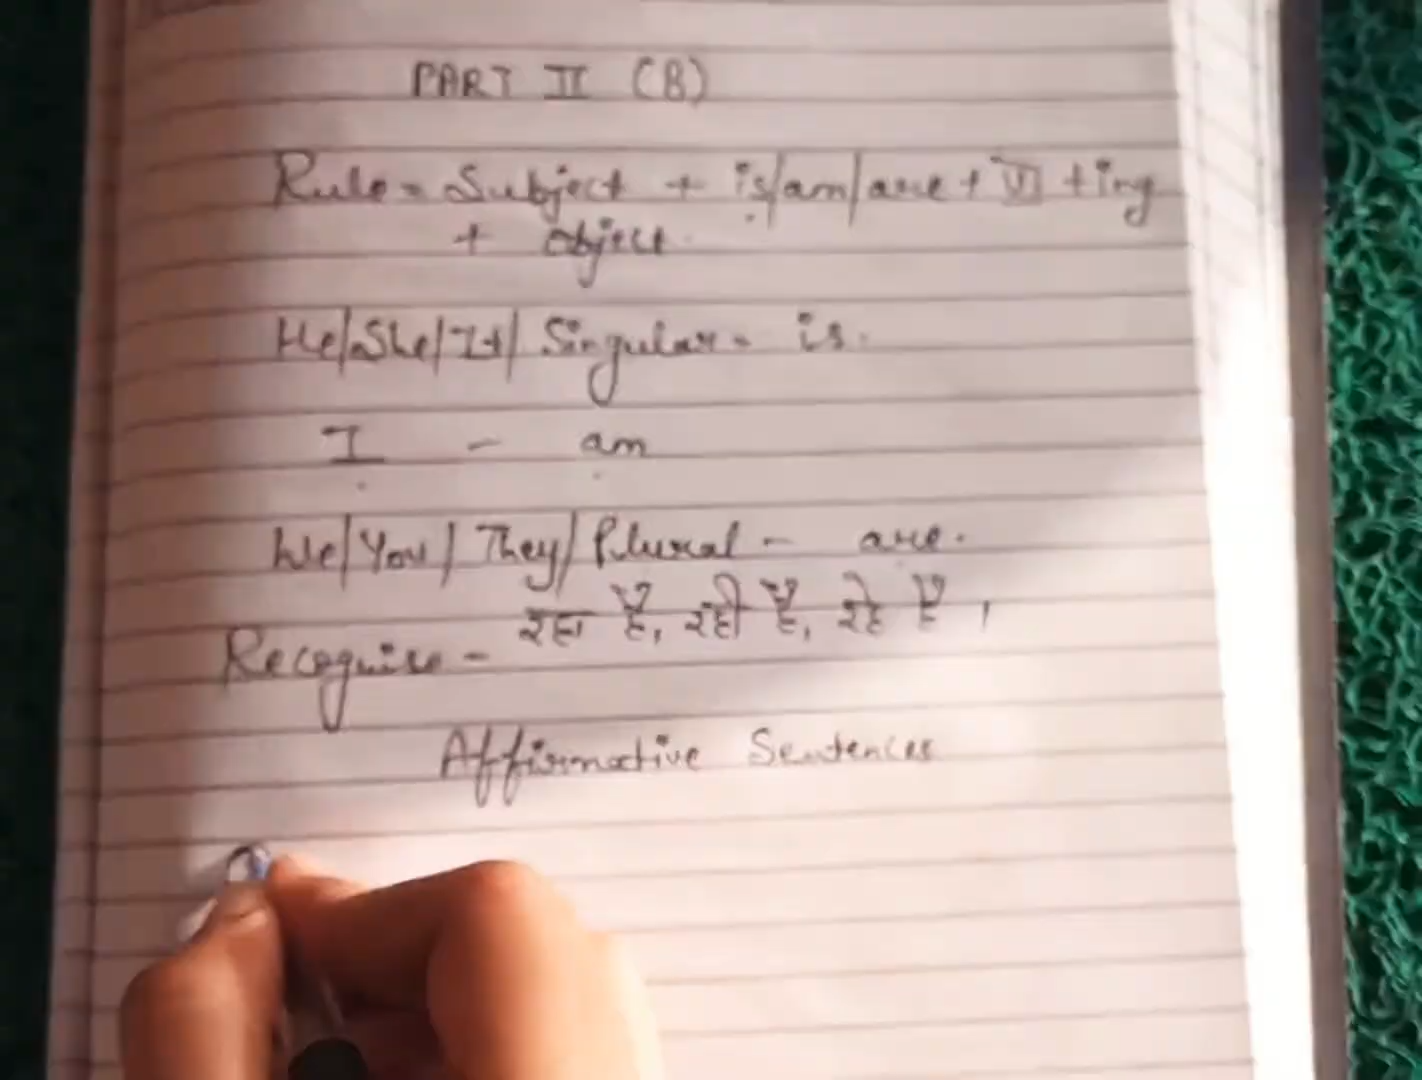 PART II (B)
Rule = Subject + is/am/are + VI + ing
+ object.
He/She/It/ Singular - is.
I - am
We/You/They/Plural - are.
रहा है, रही है, रहे है,
Recognise -
Affirmative Sentences